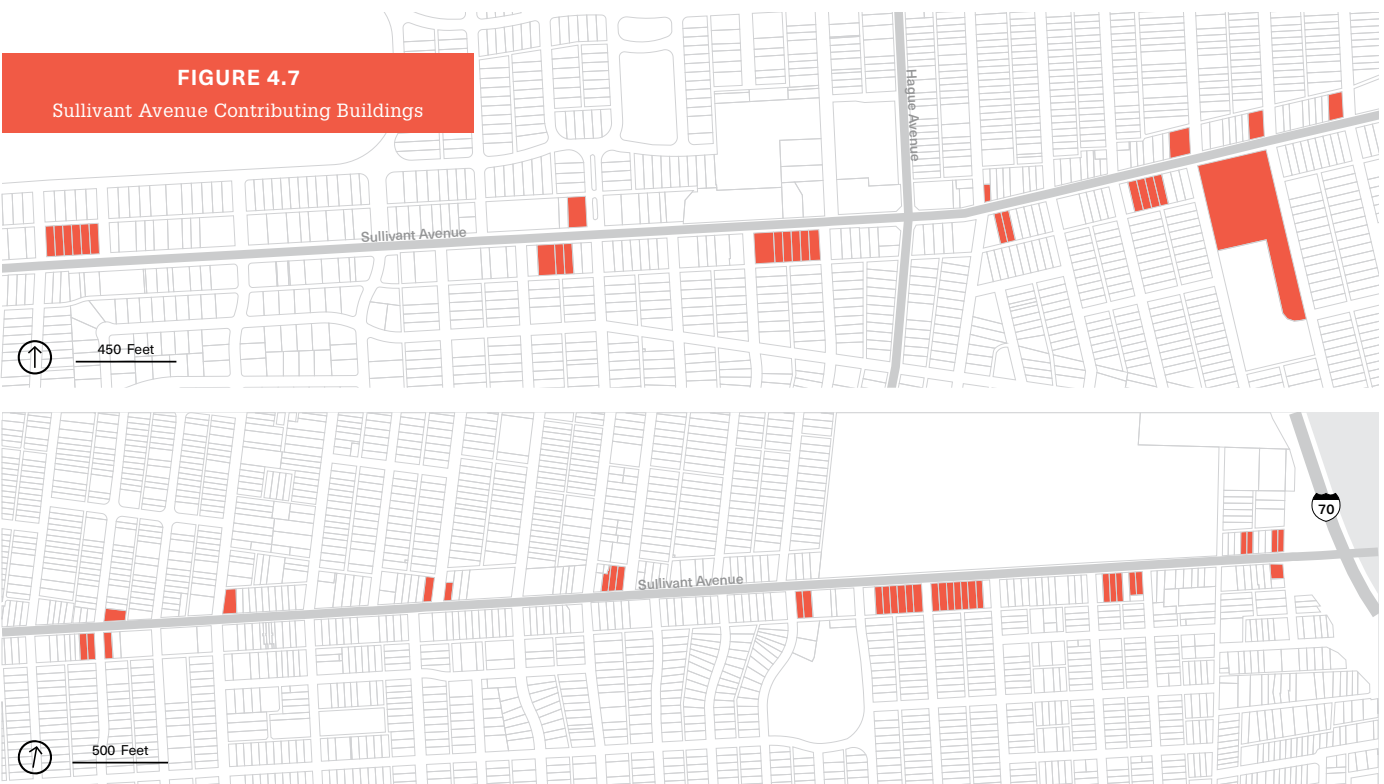 FIGURE 4.7
Sullivant Avenue Contributing Buildings
Hague Avenue
Sullivant Avenue
450 Feet
70
Sullivant Avenue
500 Feet